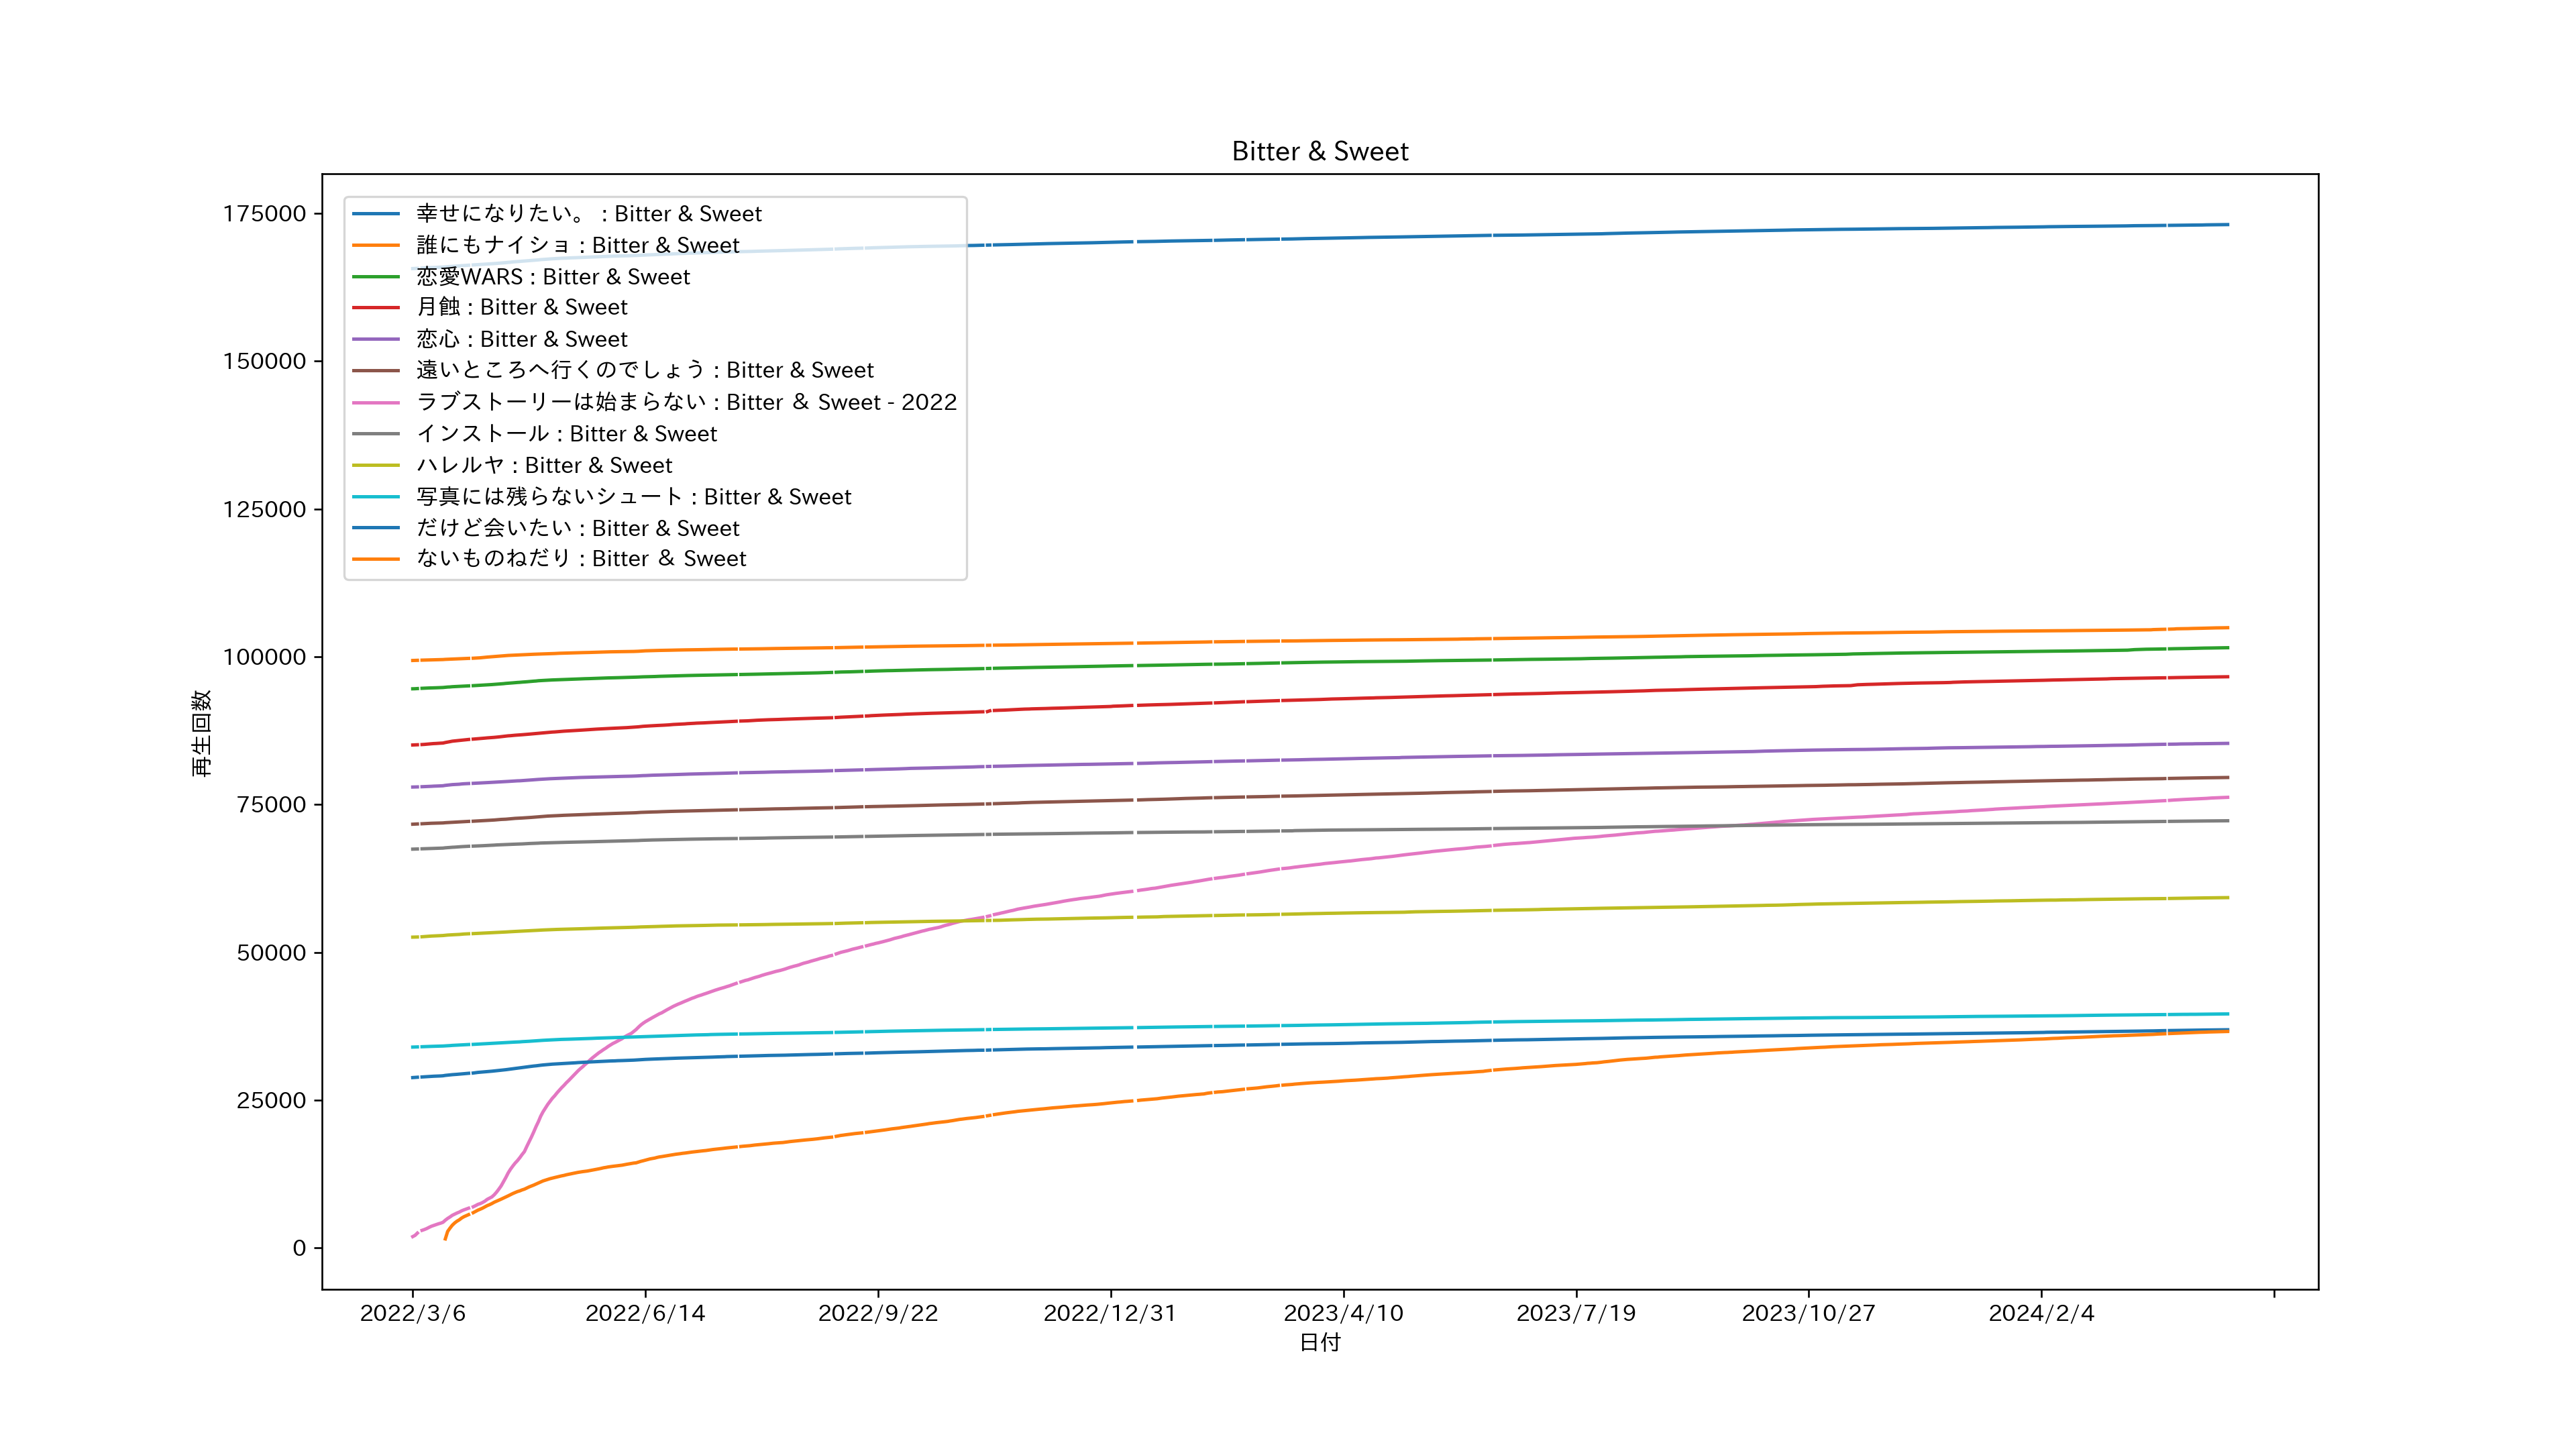 Bitter & Sweet
175000
150000
125000
100000
75000
50000
25000
0
再生回数
幸せになりたい。 : Bitter & Sweet
誰にもナイショ : Bitter & Sweet
恋愛WARS : Bitter & Sweet
月蝕 : Bitter & Sweet
恋心 : Bitter & Sweet
遠いところへ行くのでしょう : Bitter & Sweet
ラブストーリーは始まらない : Bitter ＆ Sweet - 2022
インストール : Bitter & Sweet
ハレルヤ : Bitter & Sweet
写真には残らないシュート : Bitter & Sweet
だけど会いたい : Bitter & Sweet
ないものねだり : Bitter ＆ Sweet
2022/3/6 2022/6/14 2022/9/22 2022/12/31 2023/4/10 2023/7/19 2023/10/27 2024/2/4
日付